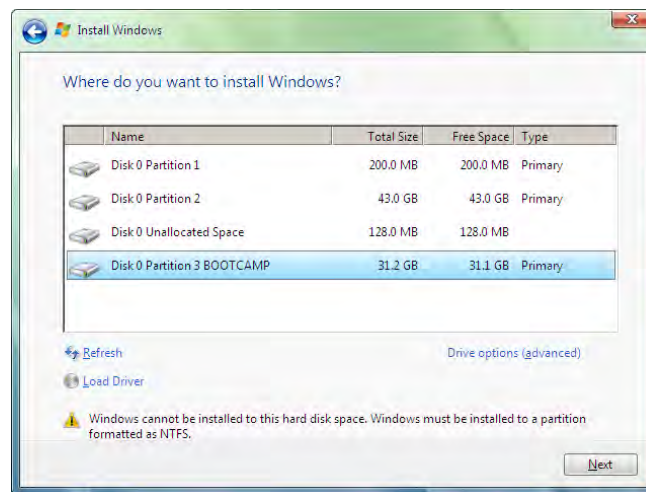 Install Windows
Where do you want to install Windows?
Name Total Size Free Space Type
Disk 0 Partition 1 200.0 MB 200.0 MB Primary
Disk 0 Partition 2 43.0 GB 43.0 GB Primary
Disk 0 Unallocated Space 128.0 MB 128.0 MB
Disk 0 Partition 3 BOOTCAMP 31.2 GB 31.1 GB Primary
Refresh Drive options (advanced)
Load Driver
Windows cannot be installed to this hard disk space. Windows must be installed to a partition
formatted as NTFS.
Next